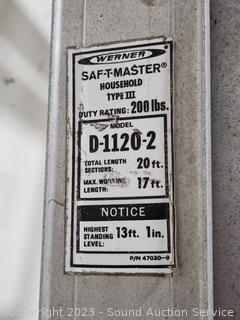 WERNER
SAF-T-MASTER®
HOUSEHOLD
TYPE III
DUTY RATING: 200 lbs.
MODEL
D-1120-2
TOTAL LENGTH SECTIONS: 20 ft.
MAX. WORKING LENGTH: 17 ft.
NOTICE
HIGHEST STANDING LEVEL: 13 ft. 1 in.
P/N 47030-9
Copyright 2023 - Sound Auction Service